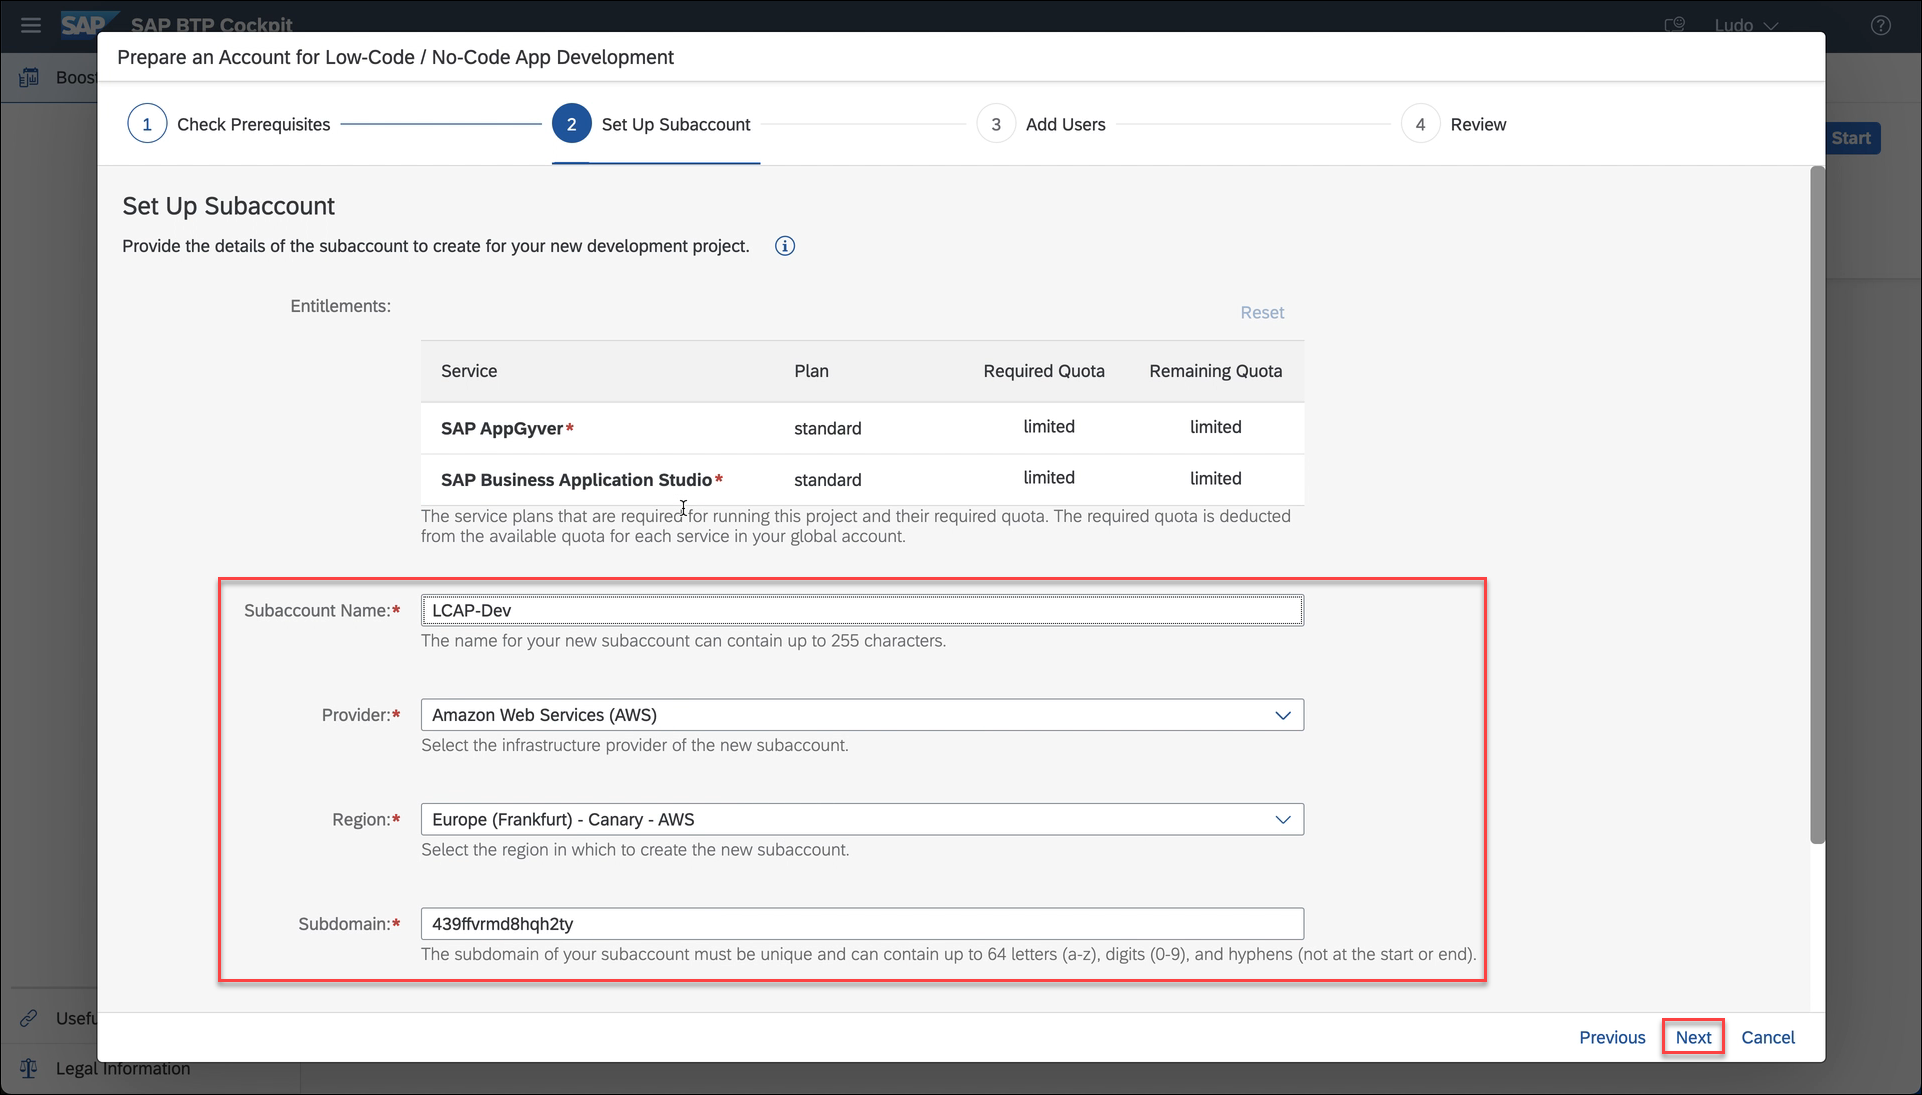 SAP SAP BTP Cockpit Ludo
Prepare an Account for Low-Code / No-Code App Development
1 Check Prerequisites 2 Set Up Subaccount 3 Add Users 4 Review
Start
Set Up Subaccount
Provide the details of the subaccount to create for your new development project.
Entitlements:
Reset
Service Plan Required Quota Remaining Quota
SAP AppGyver* standard limited limited
SAP Business Application Studio* standard limited limited
The service plans that are required for running this project and their required quota. The required quota is deducted
from the available quota for each service in your global account.
Subaccount Name:* LCAP-Dev
The name for your new subaccount can contain up to 255 characters.
Provider:* Amazon Web Services (AWS)
Select the infrastructure provider of the new subaccount.
Region:* Europe (Frankfurt) - Canary - AWS
Select the region in which to create the new subaccount.
Subdomain:* 439ffvrmd8hqh2ty
The subdomain of your subaccount must be unique and can contain up to 64 letters (a-z), digits (0-9), and hyphens (not at the start or end).
Previous Next Cancel
Legal Information